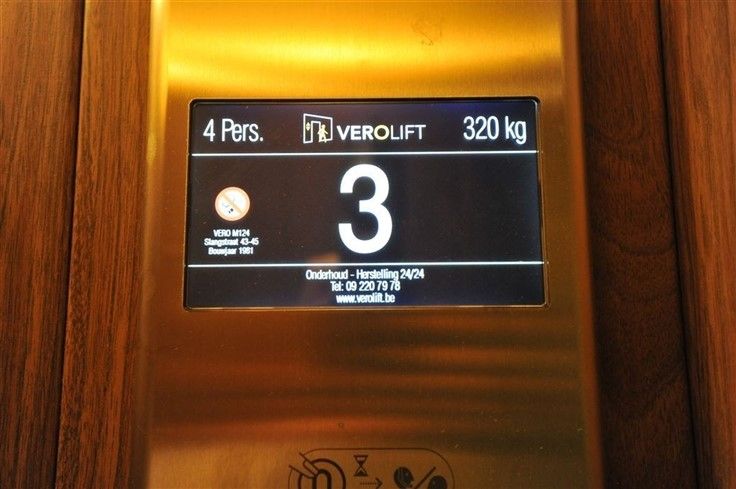 4 Pers. VEROLIFT 320 kg
3
VERO M124
Slangstraat 43-45
Bouwjaar 1961
Onderhoud - Herstelling 24/24
Tel: 09 220 79 78
www.verolift.be